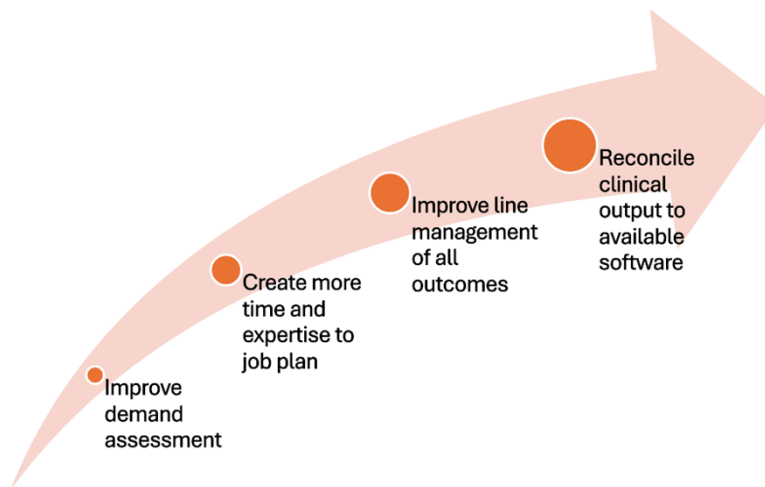 Improve
demand
assessment
Create more
time and
expertise to
job plan
Improve line
management
of all
outcomes
Reconcile
clinical
output to
available
software